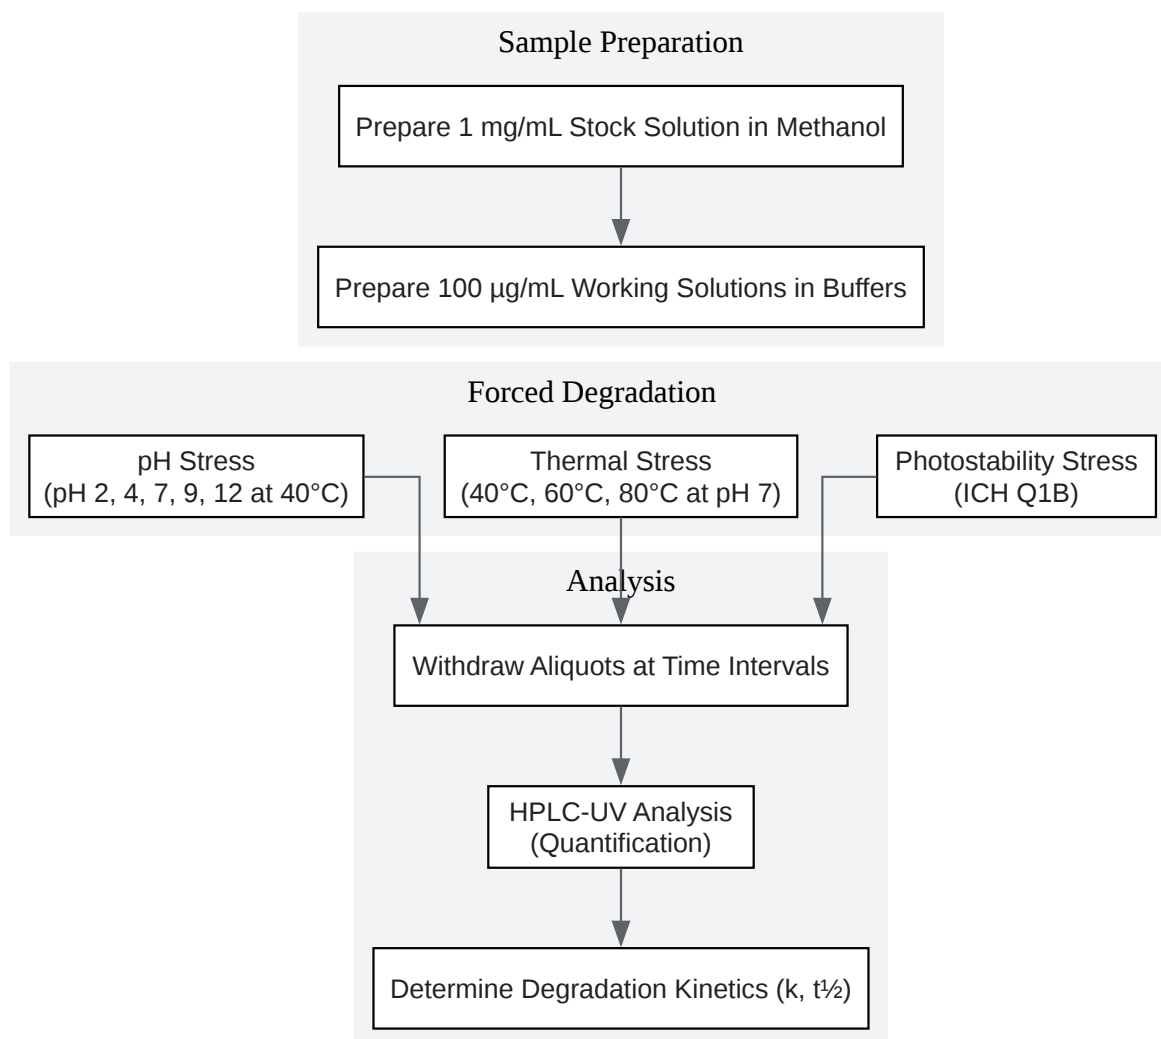 Sample Preparation
Prepare 1 mg/mL Stock Solution in Methanol
Prepare 100 µg/mL Working Solutions in Buffers
Forced Degradation
pH Stress
(pH 2, 4, 7, 9, 12 at 40°C)
Thermal Stress
(40°C, 60°C, 80°C at pH 7)
Photostability Stress
(ICH Q1B)
Analysis
Withdraw Aliquots at Time Intervals
HPLC-UV Analysis
(Quantification)
Determine Degradation Kinetics (k, t½)